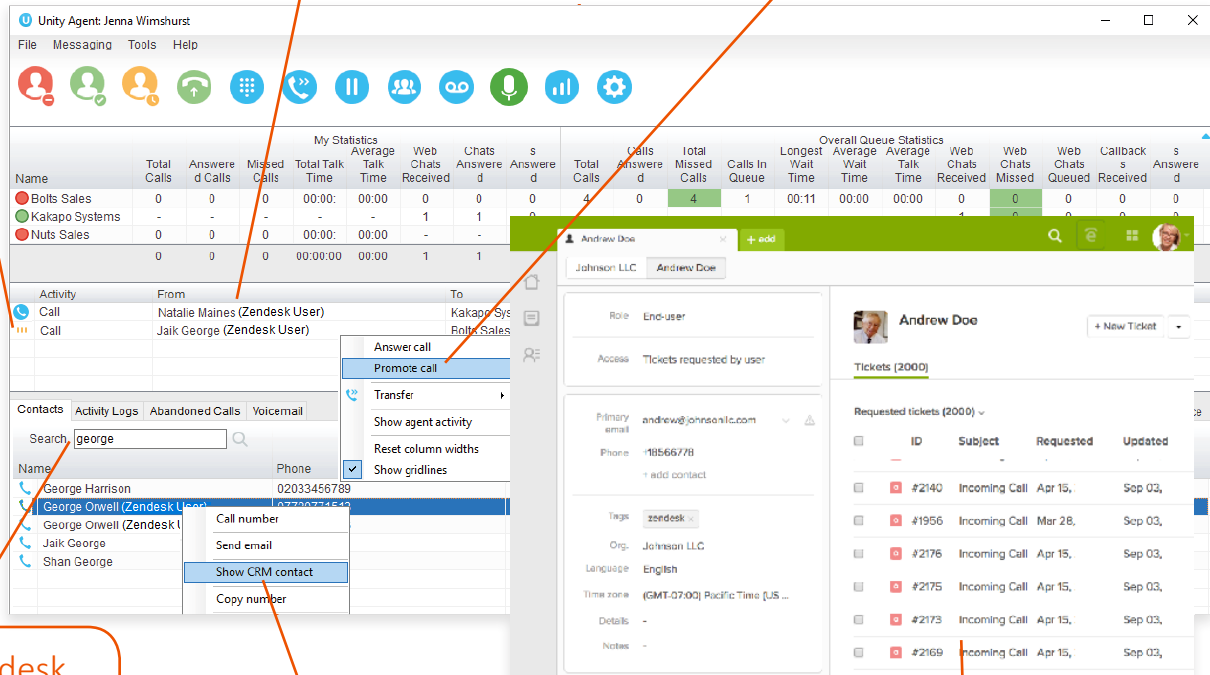 Unity Agent: Jenna Wimshurst
File Messaging Tools Help
My Statistics
Overall Queue Statistics
Name
Total Calls
Answere d Calls
Missed Calls
Total Talk Time
Average Talk Time
Web Chats Received
Chats Answere d
s Answere d
Total Calls
Calls Answere d
Total Missed Calls
Calls In Queue
Longest Wait Time
Average Wait Time
Average Talk Time
Web Chats Received
Web Chats Missed
Web Chats Queued
Callback s Received
s Answere d
Bolts Sales 0 0 0 00:00: 00:00 0 0 0 4 0 4 1 00:11 00:00 00:00 0 0 0 0 0
Kakapo Systems - - - - - 1 1 0
Nuts Sales 0 0 0 00:00: 00:00 0 0 0
0 0 0 00:00:00 00:00 1 1
Activity From To
Call Natalie Maines (Zendesk User) Kakapo Sys
Call Jaik George (Zendesk User) Bolts Sales
Answer call
Promote call
Transfer
Show agent activity
Reset column widths
Show gridlines
Contacts Activity Logs Abandoned Calls Voicemail
Search george
Name Phone
George Harrison 02033456789
George Orwell (Zendesk User)
George Orwell (Zendesk U
Jaik George
Shan George
Call number
Send email
Show CRM contact
Copy number
desk
Andrew Doe × + add
Johnson LLC Andrew Doe
Role End-user
Access Tickets requested by user
Primary email andrew@johnsonllc.com
Phone +18566778
+ add contact
Tags zendesk ×
Org. Johnson LLC
Language English
Time zone (GMT-07:00) Pacific Time [US ...
Details -
Notes -
Andrew Doe
+ New Ticket
Tickets (2000)
Requested tickets (2000)
ce
ID Subject Requested Updated
#2140 Incoming Call Apr 15, Sep 03,
#1956 Incoming Call Mar 28, Sep 03,
#2176 Incoming Call Apr 15, Sep 03,
#2175 Incoming Call Apr 15, Sep 03,
#2173 Incoming Call Apr 15, Sep 03,
#2169 Incoming Call Apr 15, Sep 03,